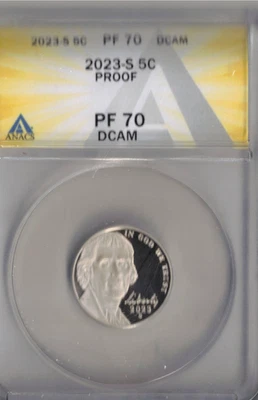 2023-S 5C PF 70 DCAM
2023-S 5C
PROOF
PF 70
DCAM
ANACS
IN GOD WE TRUST
Liberty
2023
S